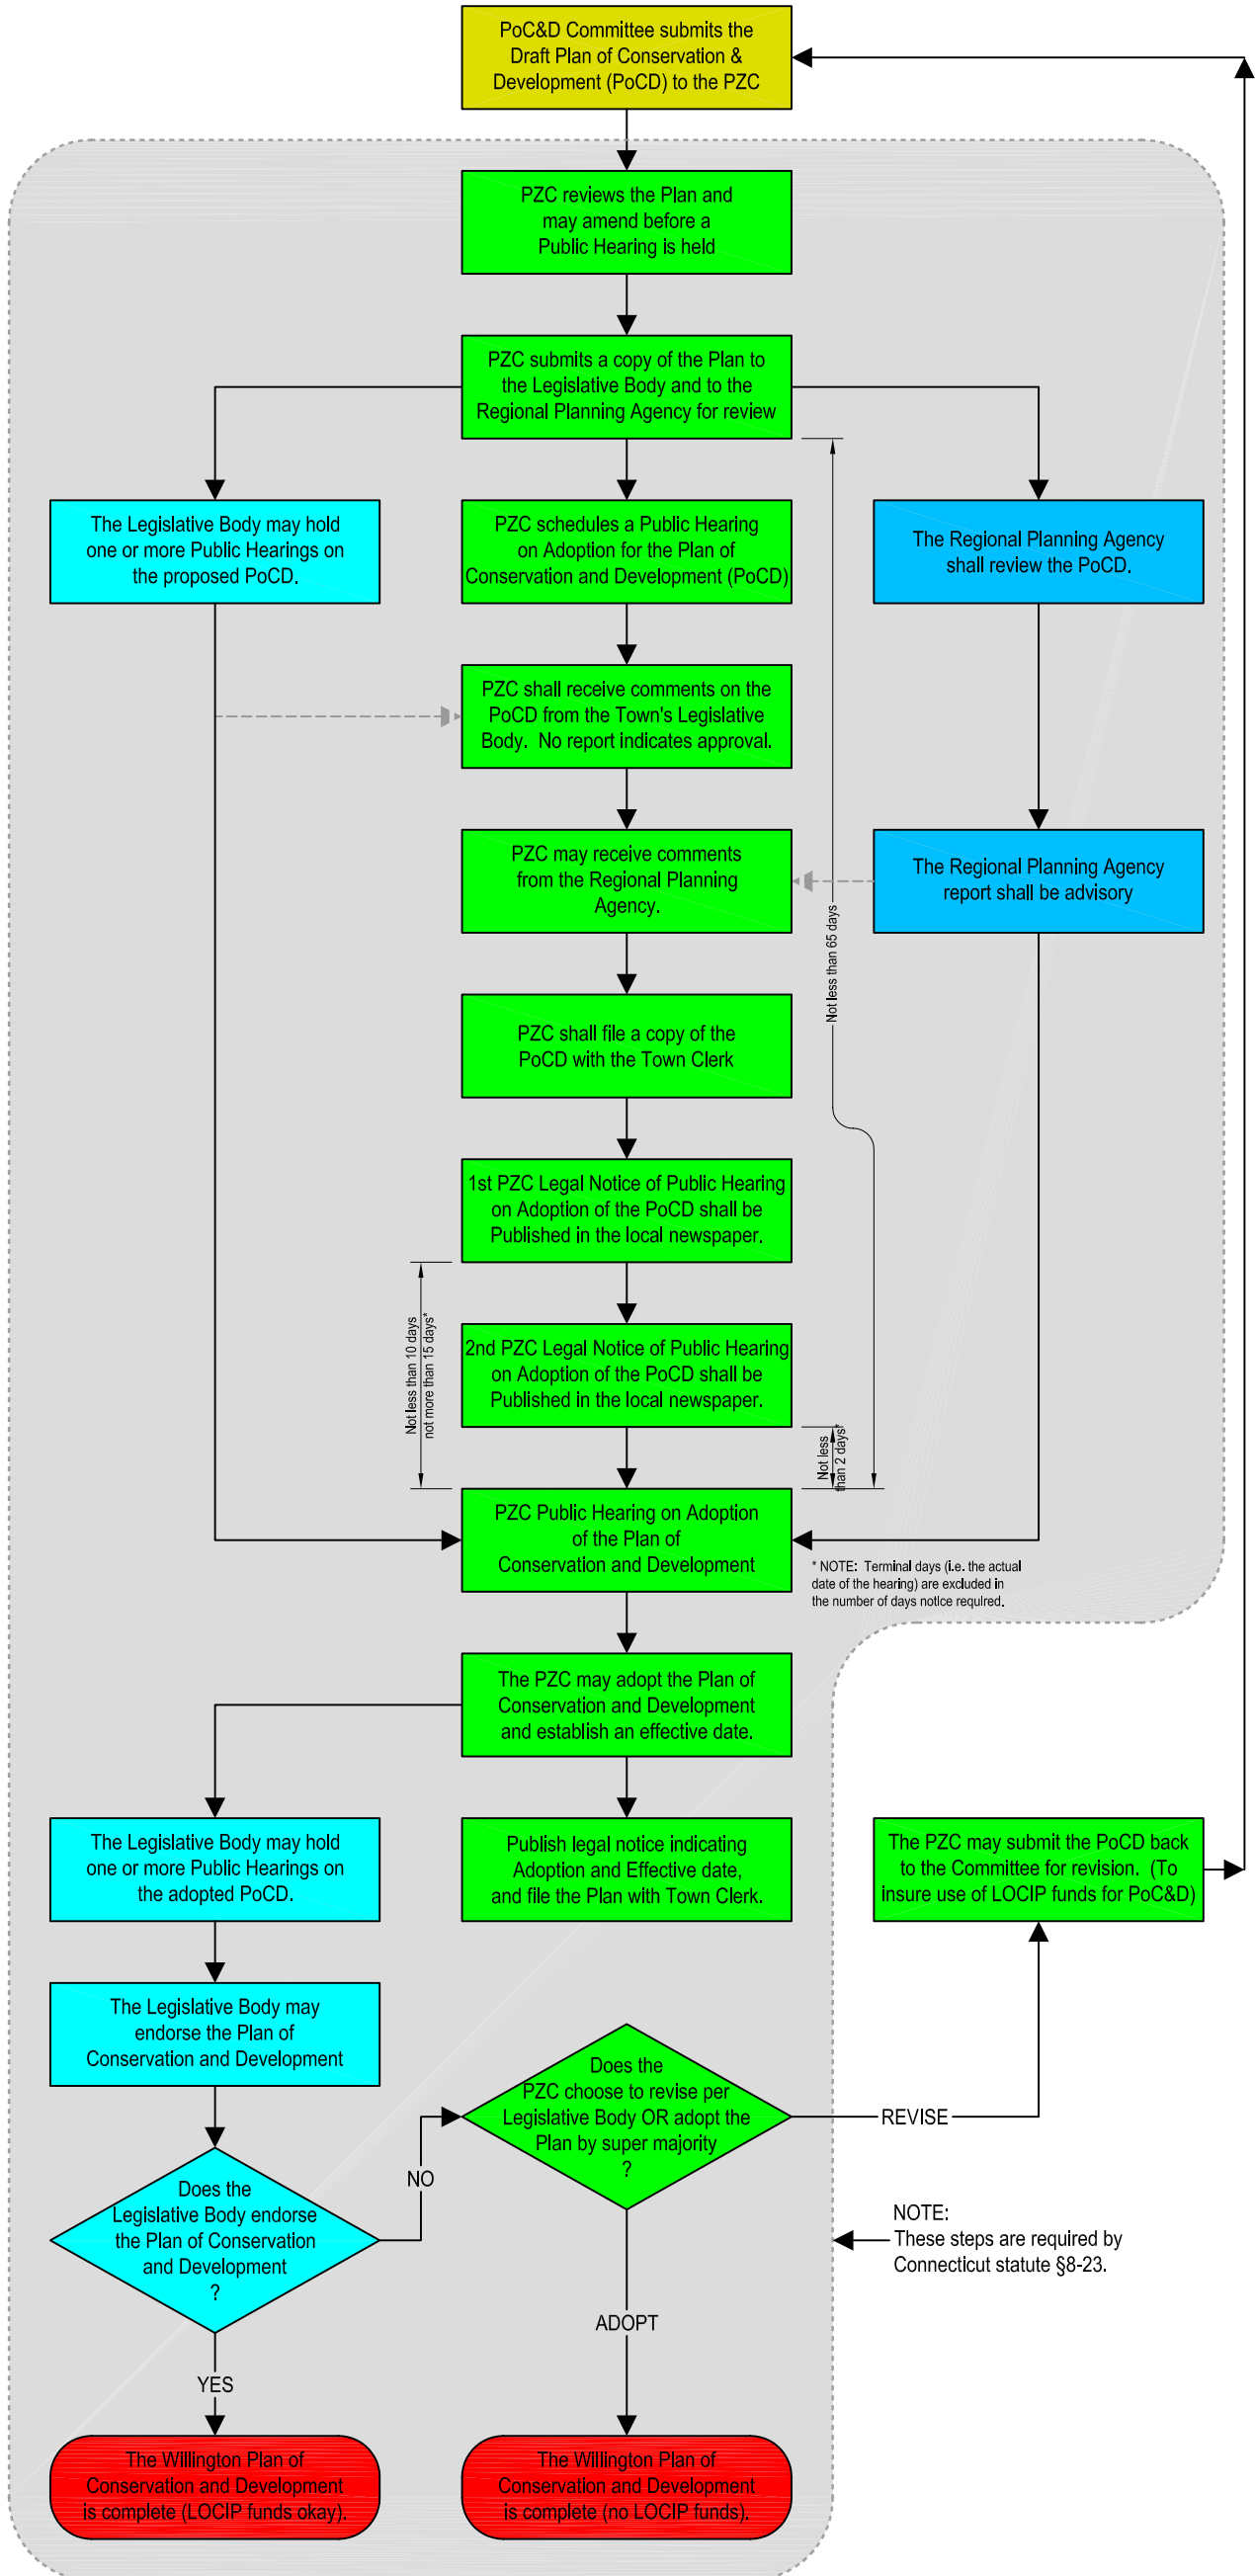 PoC&D Committee submits the
Draft Plan of Conservation &
Development (PoCD) to the PZC
PZC reviews the Plan and
may amend before a
Public Hearing is held
PZC submits a copy of the Plan to
the Legislative Body and to the
Regional Planning Agency for review
The Legislative Body may hold
one or more Public Hearings on
the proposed PoCD.
PZC schedules a Public Hearing
on Adoption for the Plan of
Conservation and Development (PoCD)
The Regional Planning Agency
shall review the PoCD.
PZC shall receive comments on the
PoCD from the Town's Legislative
Body. No report indicates approval.
PZC may receive comments
from the Regional Planning
Agency.
The Regional Planning Agency
report shall be advisory
Not less than 65 days
PZC shall file a copy of the
PoCD with the Town Clerk
1st PZC Legal Notice of Public Hearing
on Adoption of the PoCD shall be
Published in the local newspaper.
Not less than 10 days
not more than 15 days*
2nd PZC Legal Notice of Public Hearing
on Adoption of the PoCD shall be
Published in the local newspaper.
Not less
than 2 days*
PZC Public Hearing on Adoption
of the Plan of
Conservation and Development
* NOTE: Terminal days (i.e. the actual
date of the hearing) are excluded in
the number of days notice required.
The PZC may adopt the Plan of
Conservation and Development
and establish an effective date.
The Legislative Body may hold
one or more Public Hearings on
the adopted PoCD.
Publish legal notice indicating
Adoption and Effective date,
and file the Plan with Town Clerk.
The PZC may submit the PoCD back
to the Committee for revision. (To
insure use of LOCIP funds for PoC&D)
The Legislative Body may
endorse the Plan of
Conservation and Development
Does the
PZC choose to revise per
Legislative Body OR adopt the
Plan by super majority
?
REVISE
NO
Does the
Legislative Body endorse
the Plan of Conservation
and Development
?
NOTE:
These steps are required by
Connecticut statute §8-23.
ADOPT
YES
The Willington Plan of
Conservation and Development
is complete (LOCIP funds okay).
The Willington Plan of
Conservation and Development
is complete (no LOCIP funds).